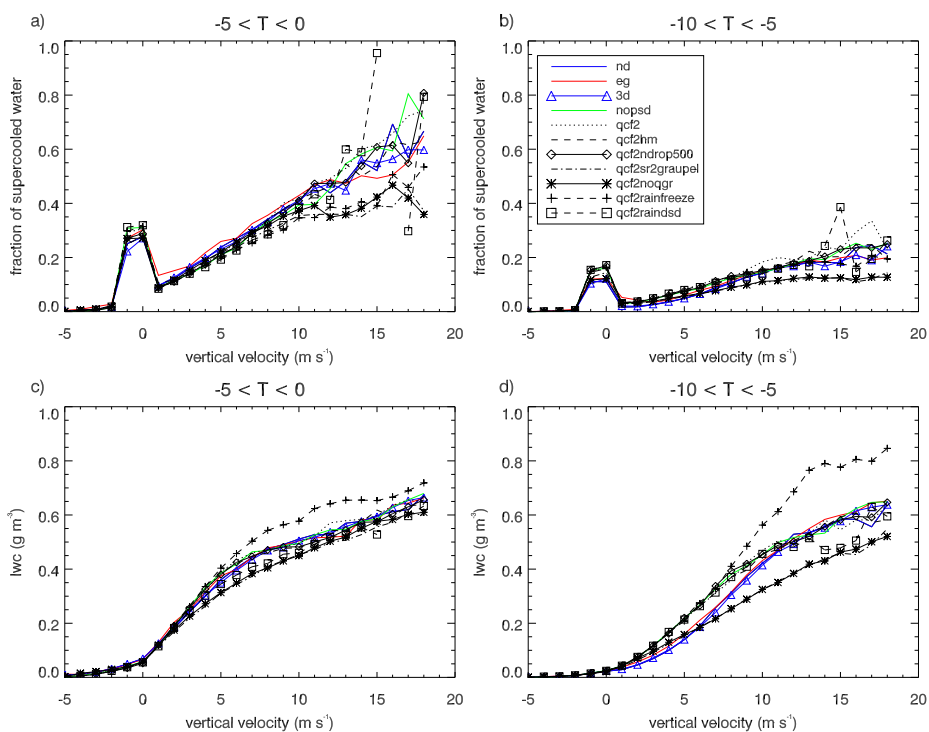 a) -5 < T < 0
1.0
0.8
0.6
0.4
0.2
0.0
fraction of supercooled water
-5 0 5 10 15 20
vertical velocity (m s⁻¹)
b) -10 < T < -5
1.0
0.8
0.6
0.4
0.2
0.0
fraction of supercooled water
nd
eg
3d
nopsd
qcf2
qcf2hm
qcf2ndrop500
qcf2sr2graupel
qcf2noqgr
qcf2rainfreeze
qcf2raindsd
-5 0 5 10 15 20
vertical velocity (m s⁻¹)
c) -5 < T < 0
1.0
0.8
0.6
0.4
0.2
0.0
lwc (g m⁻³)
-5 0 5 10 15 20
vertical velocity (m s⁻¹)
d) -10 < T < -5
1.0
0.8
0.6
0.4
0.2
0.0
lwc (g m⁻³)
-5 0 5 10 15 20
vertical velocity (m s⁻¹)